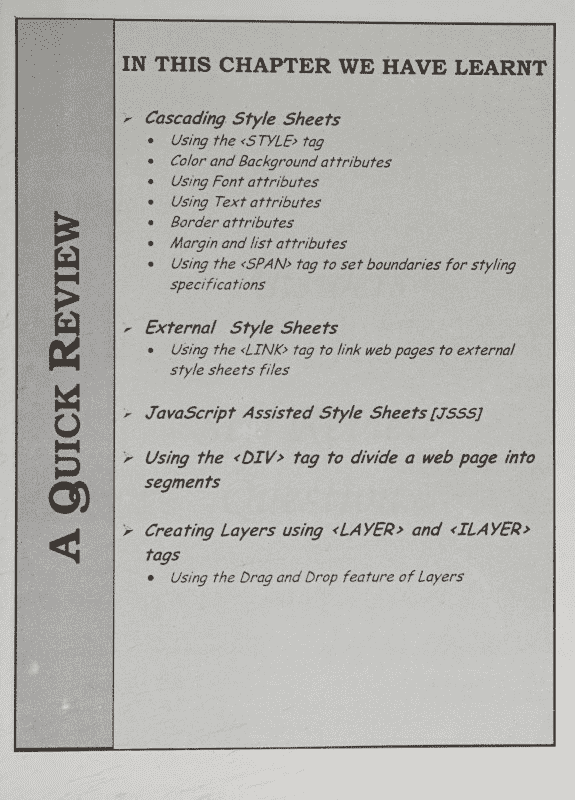 A QUICK REVIEW
IN THIS CHAPTER WE HAVE LEARNT
➢ Cascading Style Sheets
• Using the <STYLE> tag
• Color and Background attributes
• Using Font attributes
• Using Text attributes
• Border attributes
• Margin and list attributes
• Using the <SPAN> tag to set boundaries for styling
specifications
➢ External Style Sheets
• Using the <LINK> tag to link web pages to external
style sheets files
➢ JavaScript Assisted Style Sheets [JSSS]
➢ Using the <DIV> tag to divide a web page into
segments
➢ Creating Layers using <LAYER> and <ILAYER>
tags
• Using the Drag and Drop feature of Layers